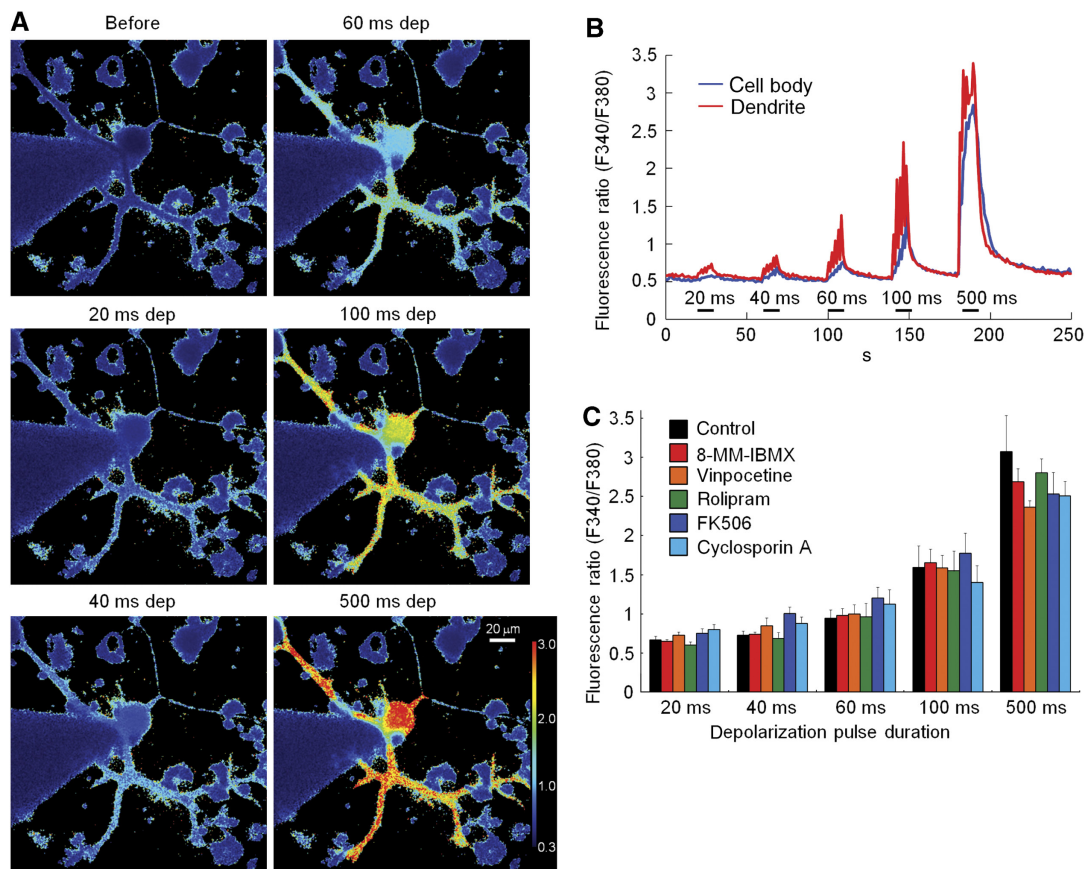 A
Before
60 ms dep
20 ms dep
100 ms dep
40 ms dep
500 ms dep
20 μm
3.0
2.0
1.0
0.3
B
Fluorescence ratio (F340/F380)
3.5
3
2.5
2
1.5
1
0.5
0
Cell body
Dendrite
20 ms
40 ms
60 ms
100 ms
500 ms
0
50
100
150
200
250
s
C
Fluorescence ratio (F340/F380)
3.5
3
2.5
2
1.5
1
0.5
0
Control
8-MM-IBMX
Vinpocetine
Rolipram
FK506
Cyclosporin A
20 ms
40 ms
60 ms
100 ms
500 ms
Depolarization pulse duration